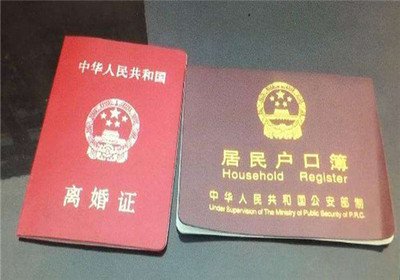 中华人民共和国
离婚证
居民户口簿
Household Register
中华人民共和国公安部制
Under Supervision of The Ministry of Public Security of P.R.C.